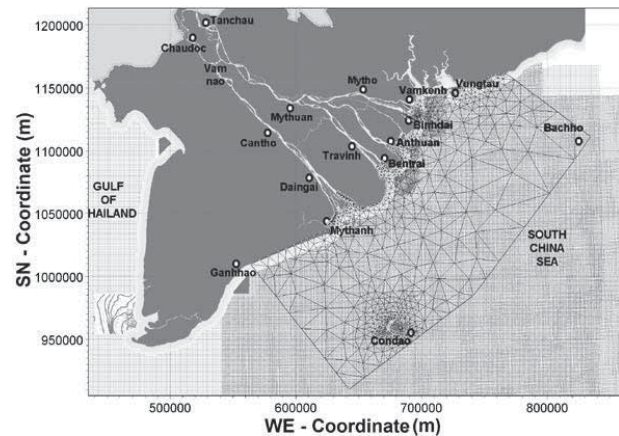 1200000
1150000
1100000
1050000
1000000
950000
SN - Coordinate (m)
Tanchau
Chaudoc
Vam
nao
Mytho
Vamkenh
Vungtau
Mythuan
Binhdai
Bachho
Cantho
Travinh
Anthuan
Bentrai
Daingai
GULF
OF
HAILAND
Mythanh
SOUTH
CHINA
SEA
Ganhhao
Condao
500000 600000 700000 800000
WE - Coordinate (m)